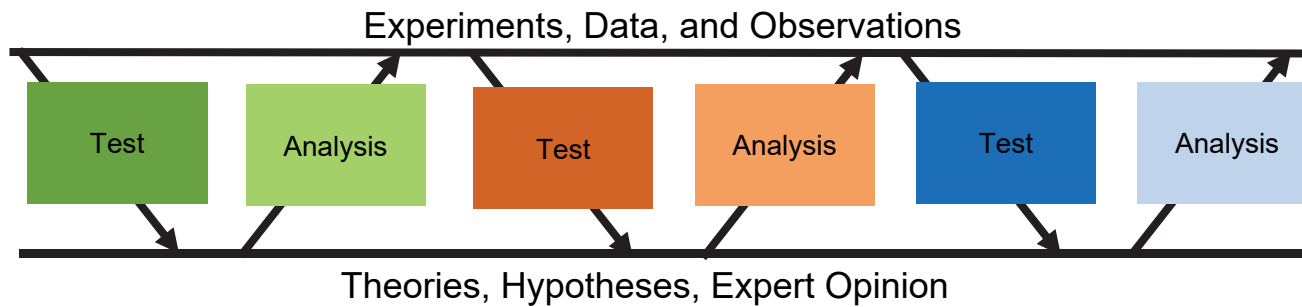 Experiments, Data, and Observations
Test
Analysis
Test
Analysis
Test
Analysis
Theories, Hypotheses, Expert Opinion